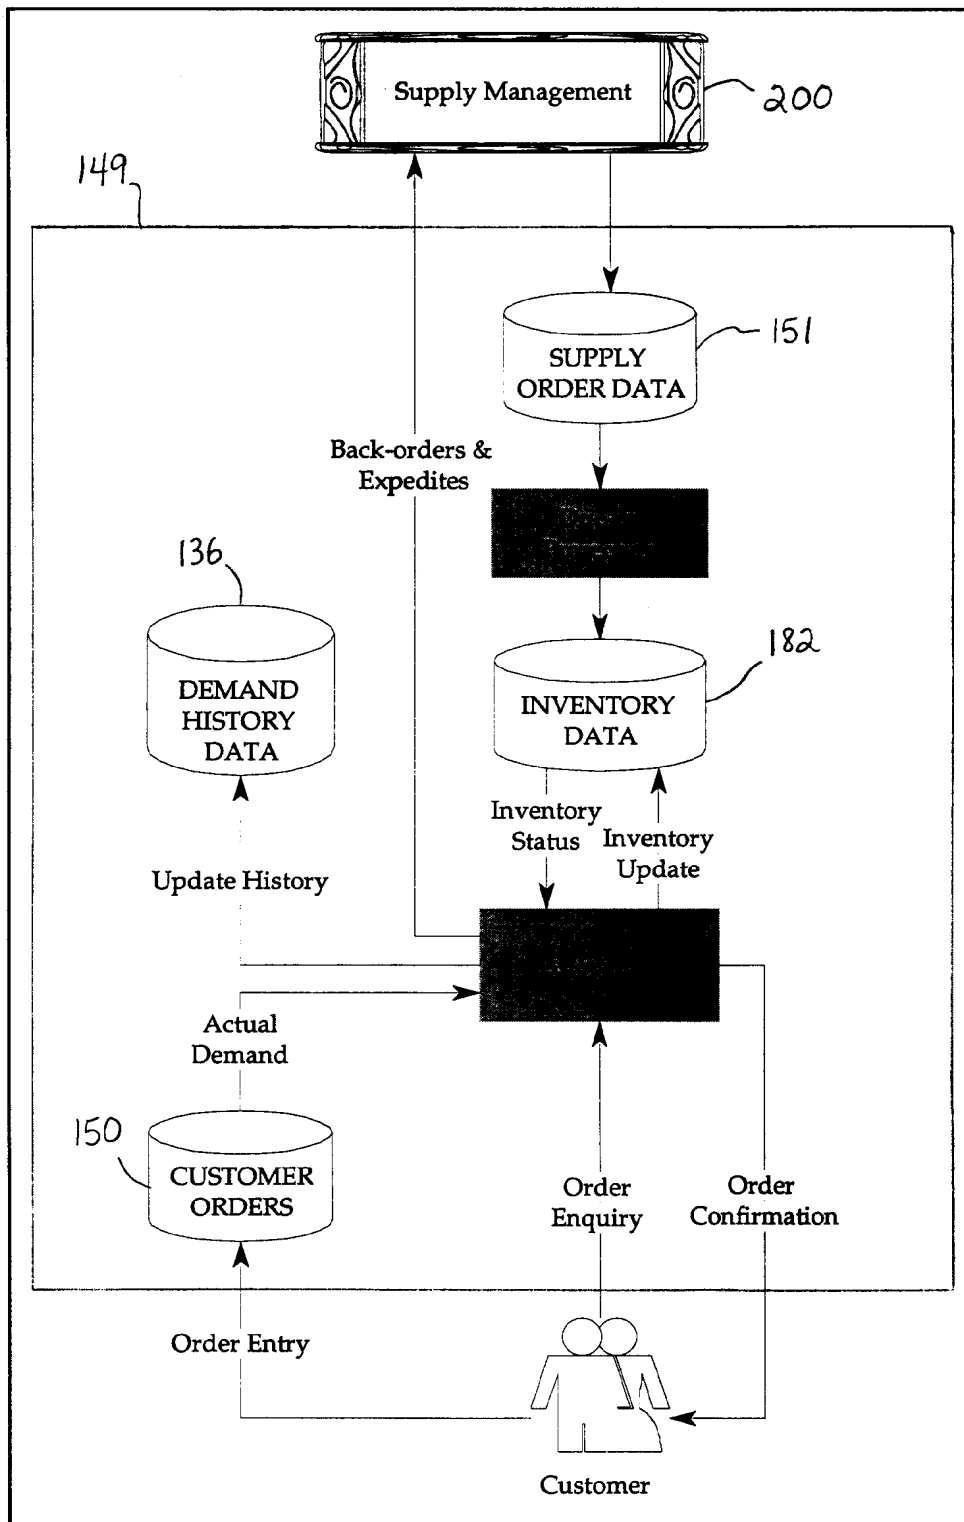 Supply Management
200
149
151
SUPPLY
ORDER DATA
Back-orders &
Expedites
136
182
DEMAND
HISTORY
DATA
INVENTORY
DATA
Inventory
Status
Inventory
Update
Update History
Actual
Demand
150
CUSTOMER
ORDERS
Order
Enquiry
Order
Confirmation
Order Entry
Customer